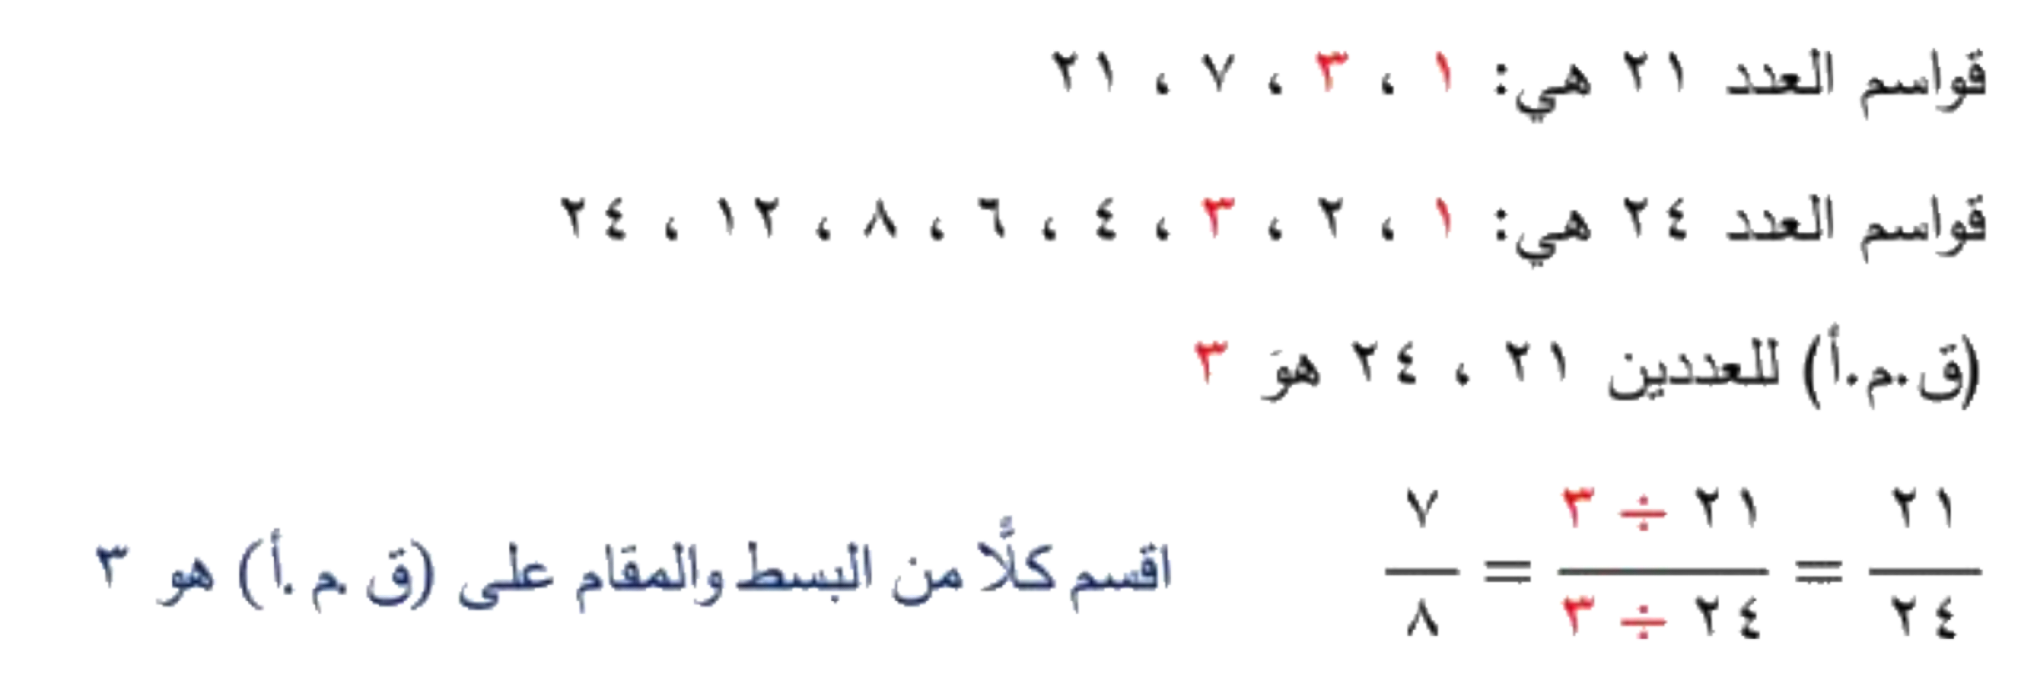 قواسم العدد ٢١ هي: ١ ، ٣ ، ٧ ، ٢١
قواسم العدد ٢٤ هي: ١ ، ٢ ، ٣ ، ٤ ، ٦ ، ٨ ، ١٢ ، ٢٤
(ق.م.أ) للعددين ٢١ ، ٢٤ هوَ ٣
٢١/٢٤ = ٢١ ÷ ٣/٢٤ ÷ ٣ = ٧/٨
اقسم كلًّا من البسط والمقام على (ق.م.أ) هو ٣